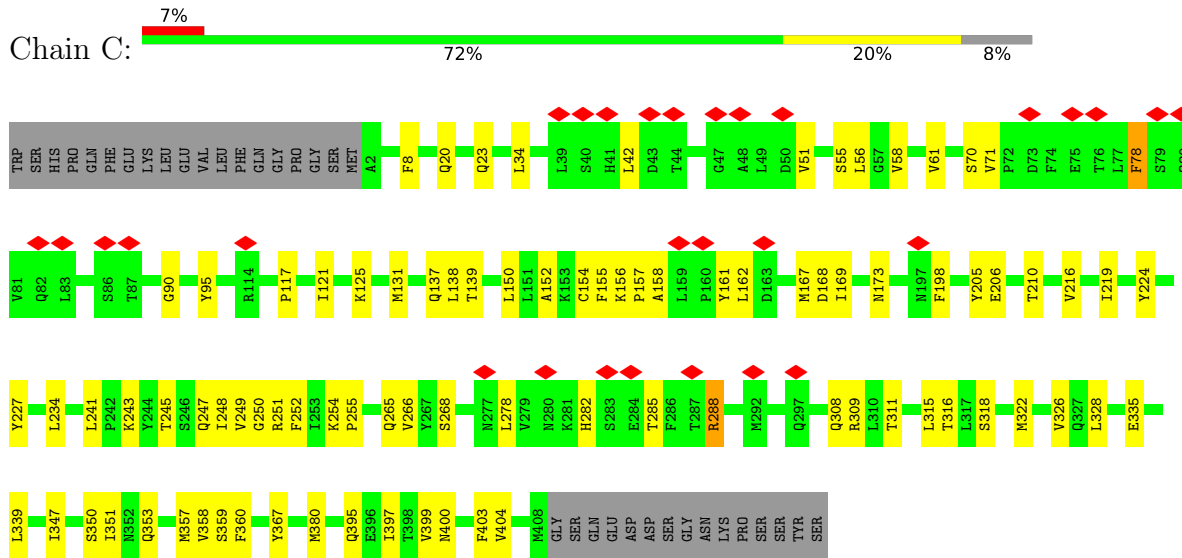 7%
Chain C:
72% 20% 8%
TRP SER HIS PRO GLN PHE GLU LYS LEU GLU VAL LEU PHE GLN GLY PRO GLY SER MET A2 F8 Q20 Q23 L34 L39 S40 H41 L42 D43 T44 G47 A48 L49 D50 V51 S55 L56 G57 V58 V61 S70 V71 P72 D73 F74 E75 T76 L77 F78 S79
V81 Q82 L83 S86 T87 G90 Y95 R114 P117 I121 K125 M131 Q137 L138 T139 L150 L151 A152 K153 C154 F155 K156 P157 A158 L159 P160 Y161 L162 D163 M167 D168 I169 N173 N197 F198 Y205 E206 T210 V216 I219 Y224
Y227 L234 L241 P242 K243 Y244 T245 S246 Q247 I248 V249 G250 R251 F252 I253 K254 P255 Q265 V266 Y267 S268 N277 L278 V279 N280 K281 H282 S283 E284 T285 F286 T287 R288 M292 Q297 Q308 R309 L310 T311 L315 T316 L317 S318 M322 V326 Q327 L328 E335
L339 I347 S350 I351 N352 Q353 M357 V358 S359 F360 Y367 M380 Q395 E396 I397 T398 V399 N400 F403 V404 M408 GLY SER GLN GLU ASP ASP SER GLY ASN LYS PRO SER SER TYR SER